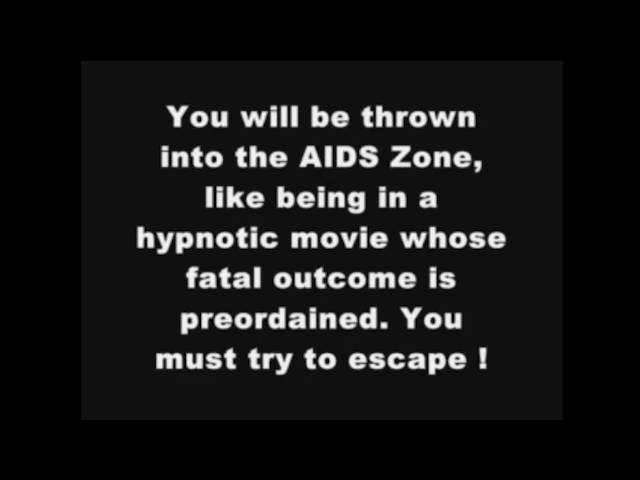 You will be thrown
into the AIDS Zone,
like being in a
hypnotic movie whose
fatal outcome is
preordained. You
must try to escape !